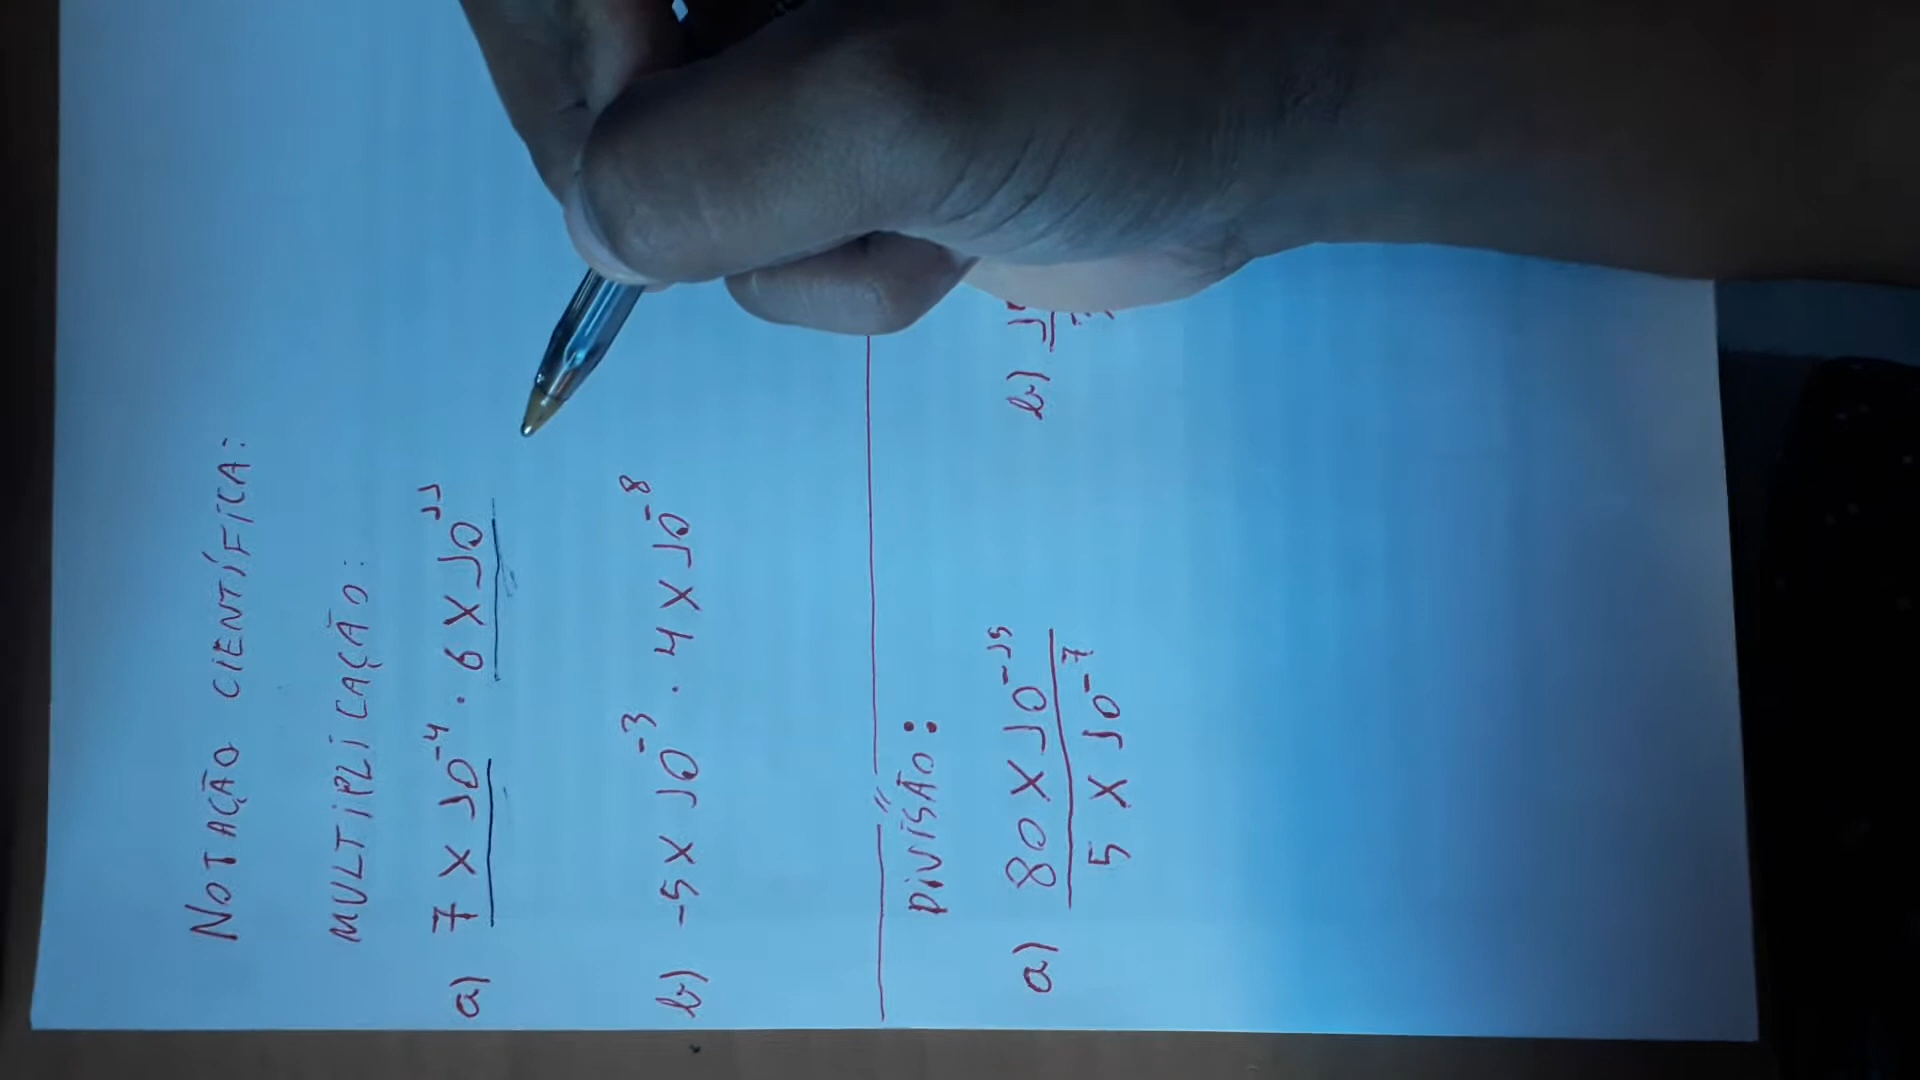 NOTAÇÃO CIENTÍFICA:
MULTIPLICAÇÃO:
a) 7 x 10⁻⁴ . 6 x 10¹¹
b) -5 x 10⁻³ . 4 x 10⁻⁸
DIVISÃO:
a) 80 x 10⁻¹⁵
5 x 10⁻⁷
b)